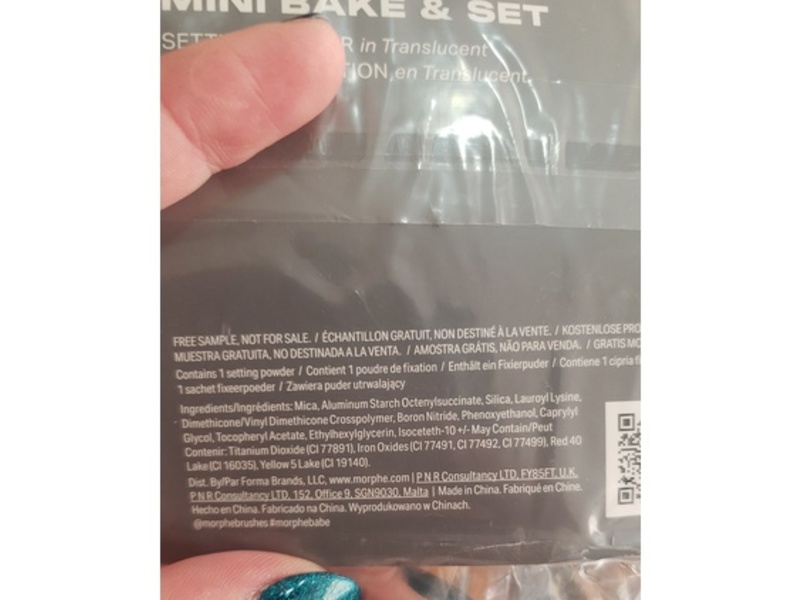 MINI BAKE & SET
SETTI R in Translucent
TION en Translucent
FREE SAMPLE, NOT FOR SALE. / ÉCHANTILLON GRATUIT, NON DESTINÉ À LA VENTE. / KOSTENLOSE PRO
MUESTRA GRATUITA, NO DESTINADA A LA VENTA. / AMOSTRA GRÁTIS, NÃO PARA VENDA. / GRATIS MO
Contains 1 setting powder / Contient 1 poudre de fixation / Enthält ein Fixierpuder / Contiene 1 cipria fi
1 sachet fixeerpoeder / Zawiera puder utrwalający
Ingredients/Ingrédients: Mica, Aluminum Starch Octenylsuccinate, Silica, Lauroyl Lysine,
Dimethicone/Vinyl Dimethicone Crosspolymer, Boron Nitride, Phenoxyethanol, Caprylyl
Glycol, Tocopheryl Acetate, Ethylhexylglycerin, Isoceteth-10 +/- May Contain/Peut
Contenir: Titanium Dioxide (CI 77891), Iron Oxides (CI 77491, CI 77492, CI 77499), Red 40
Lake (CI 16035), Yellow 5 Lake (CI 19140).
Dist. By/Par Forma Brands, LLC, www.morphe.com | P N R Consultancy LTD, FY85FT, U.K.
P N R Consultancy LTD, 152, Office 9, SGN9030, Malta | Made in China. Fabriqué en Chine.
Hecho en China. Fabricado na China. Wyprodukowano w Chinach.
@morphebrushes #morphebabe